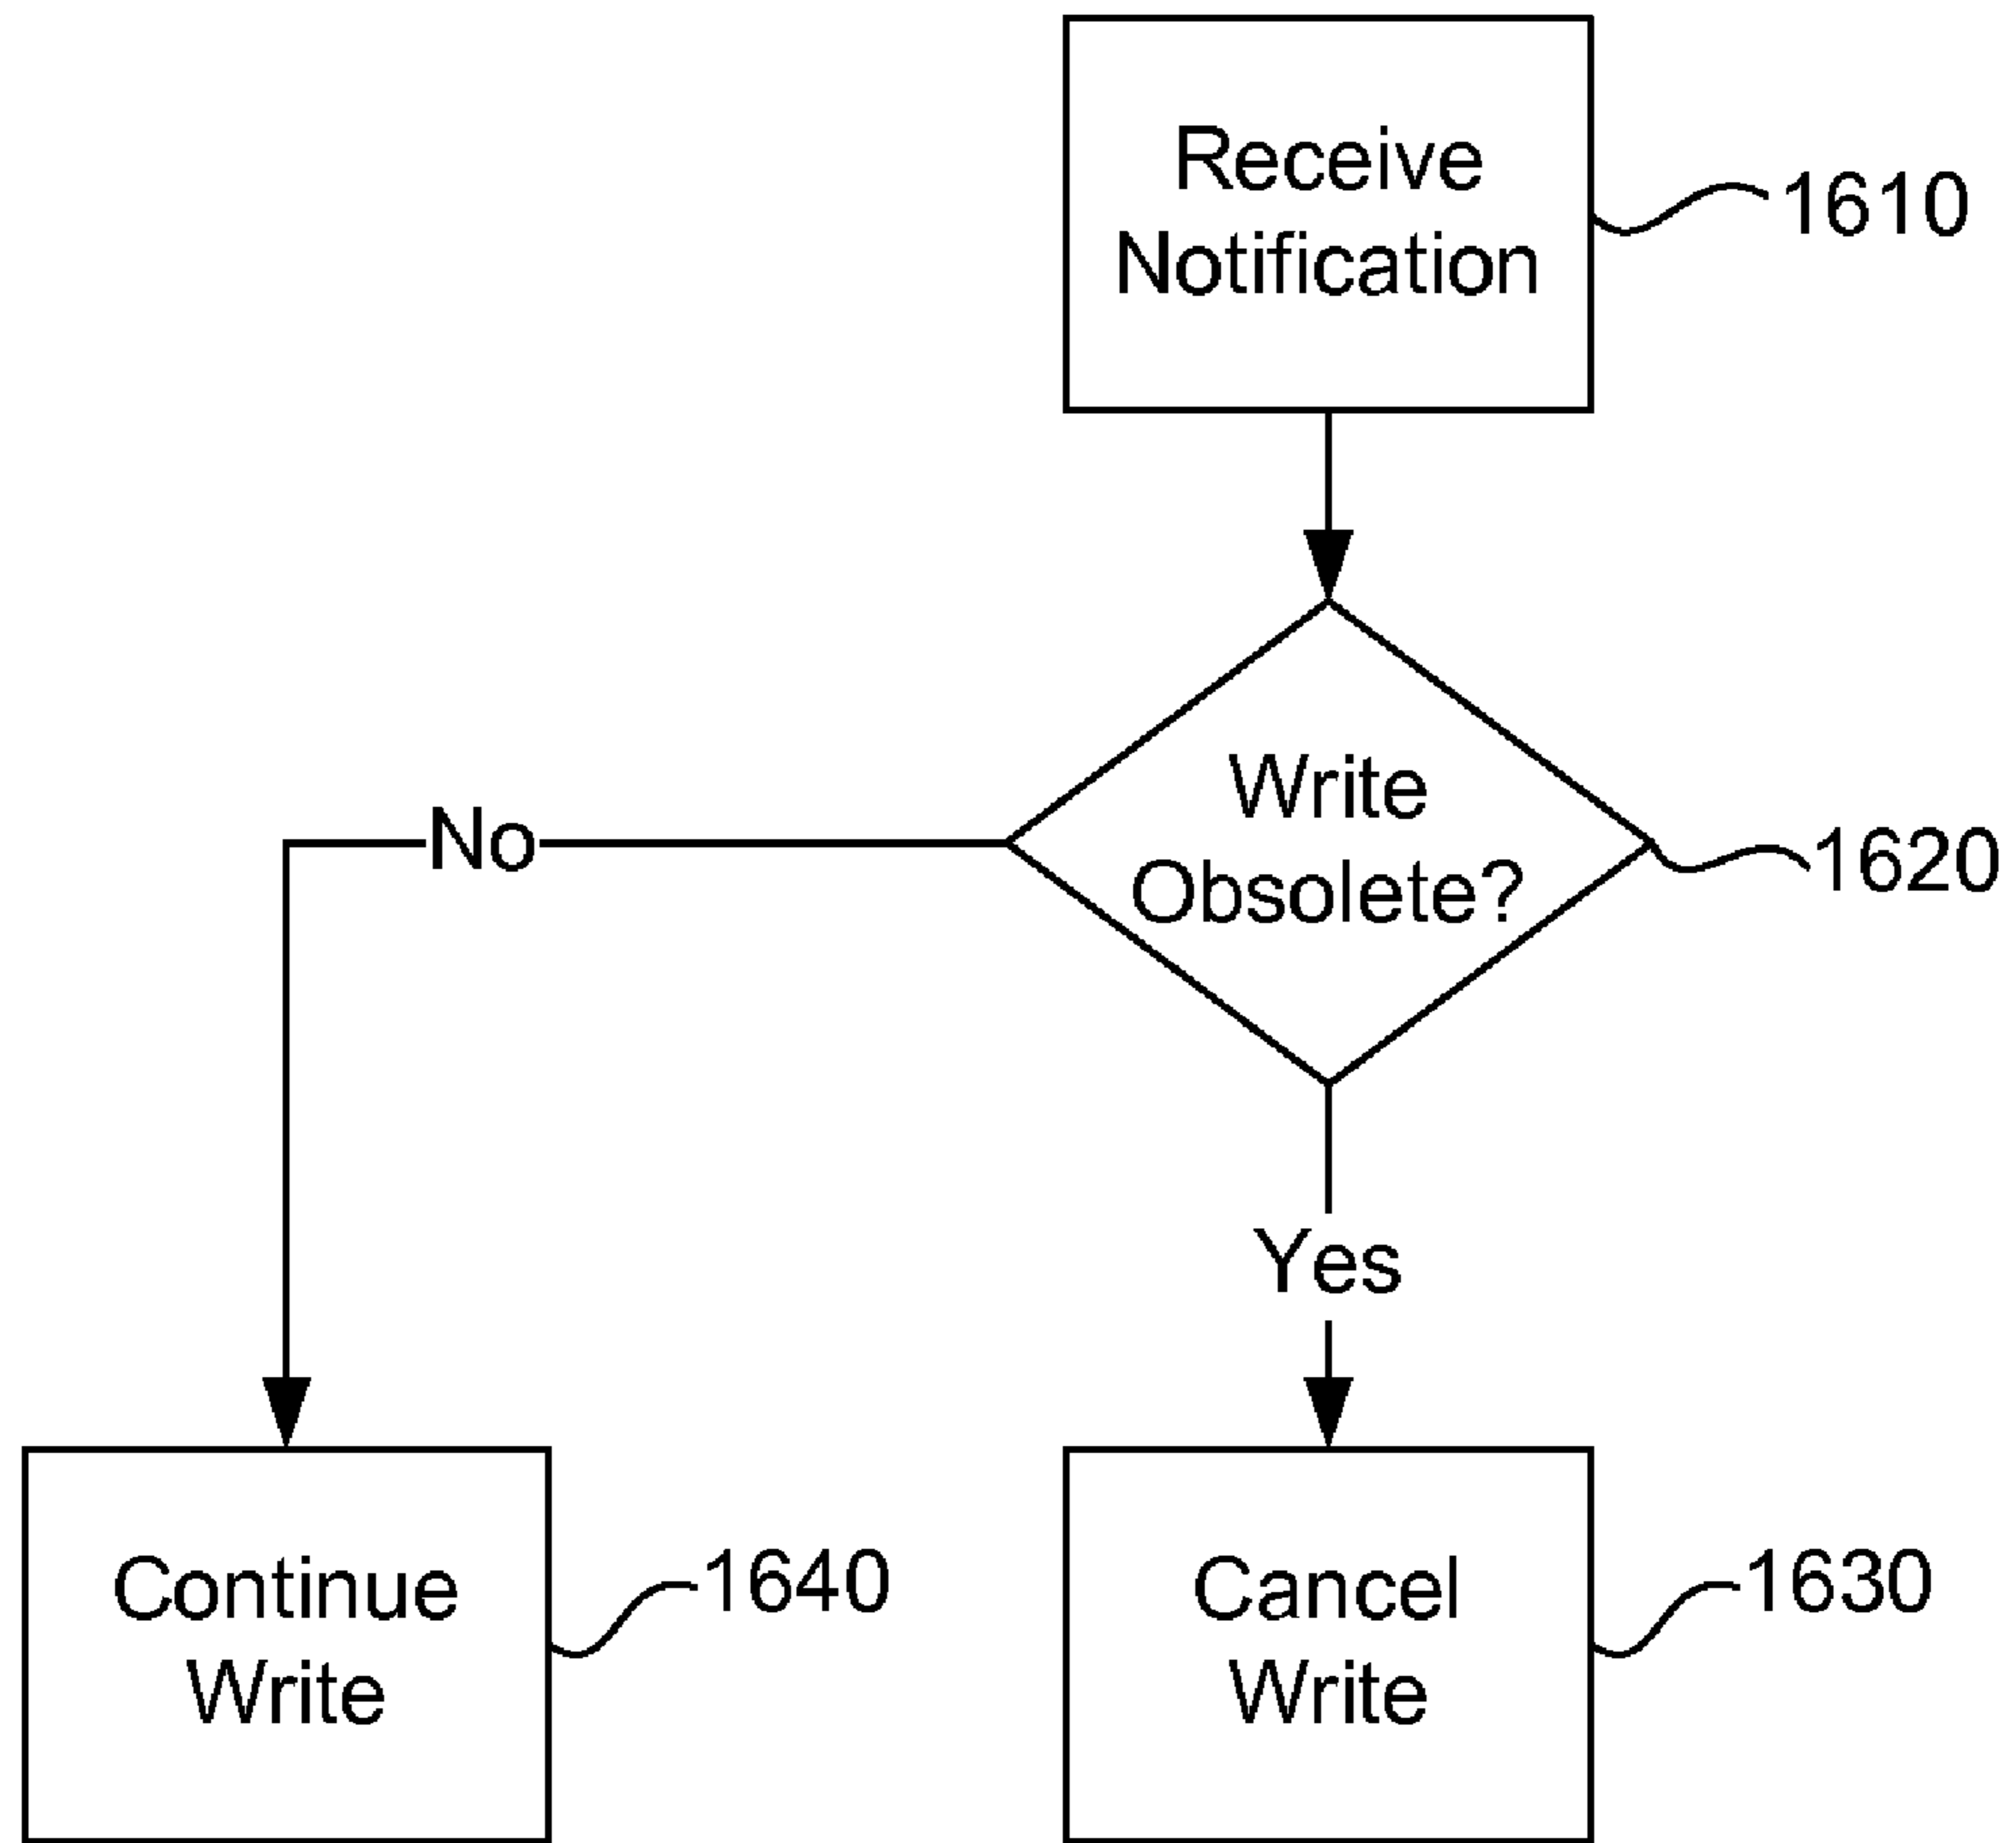 Receive
Notification
1610
Write
Obsolete?
1620
No
Yes
Continue
Write
1640
Cancel
Write
1630